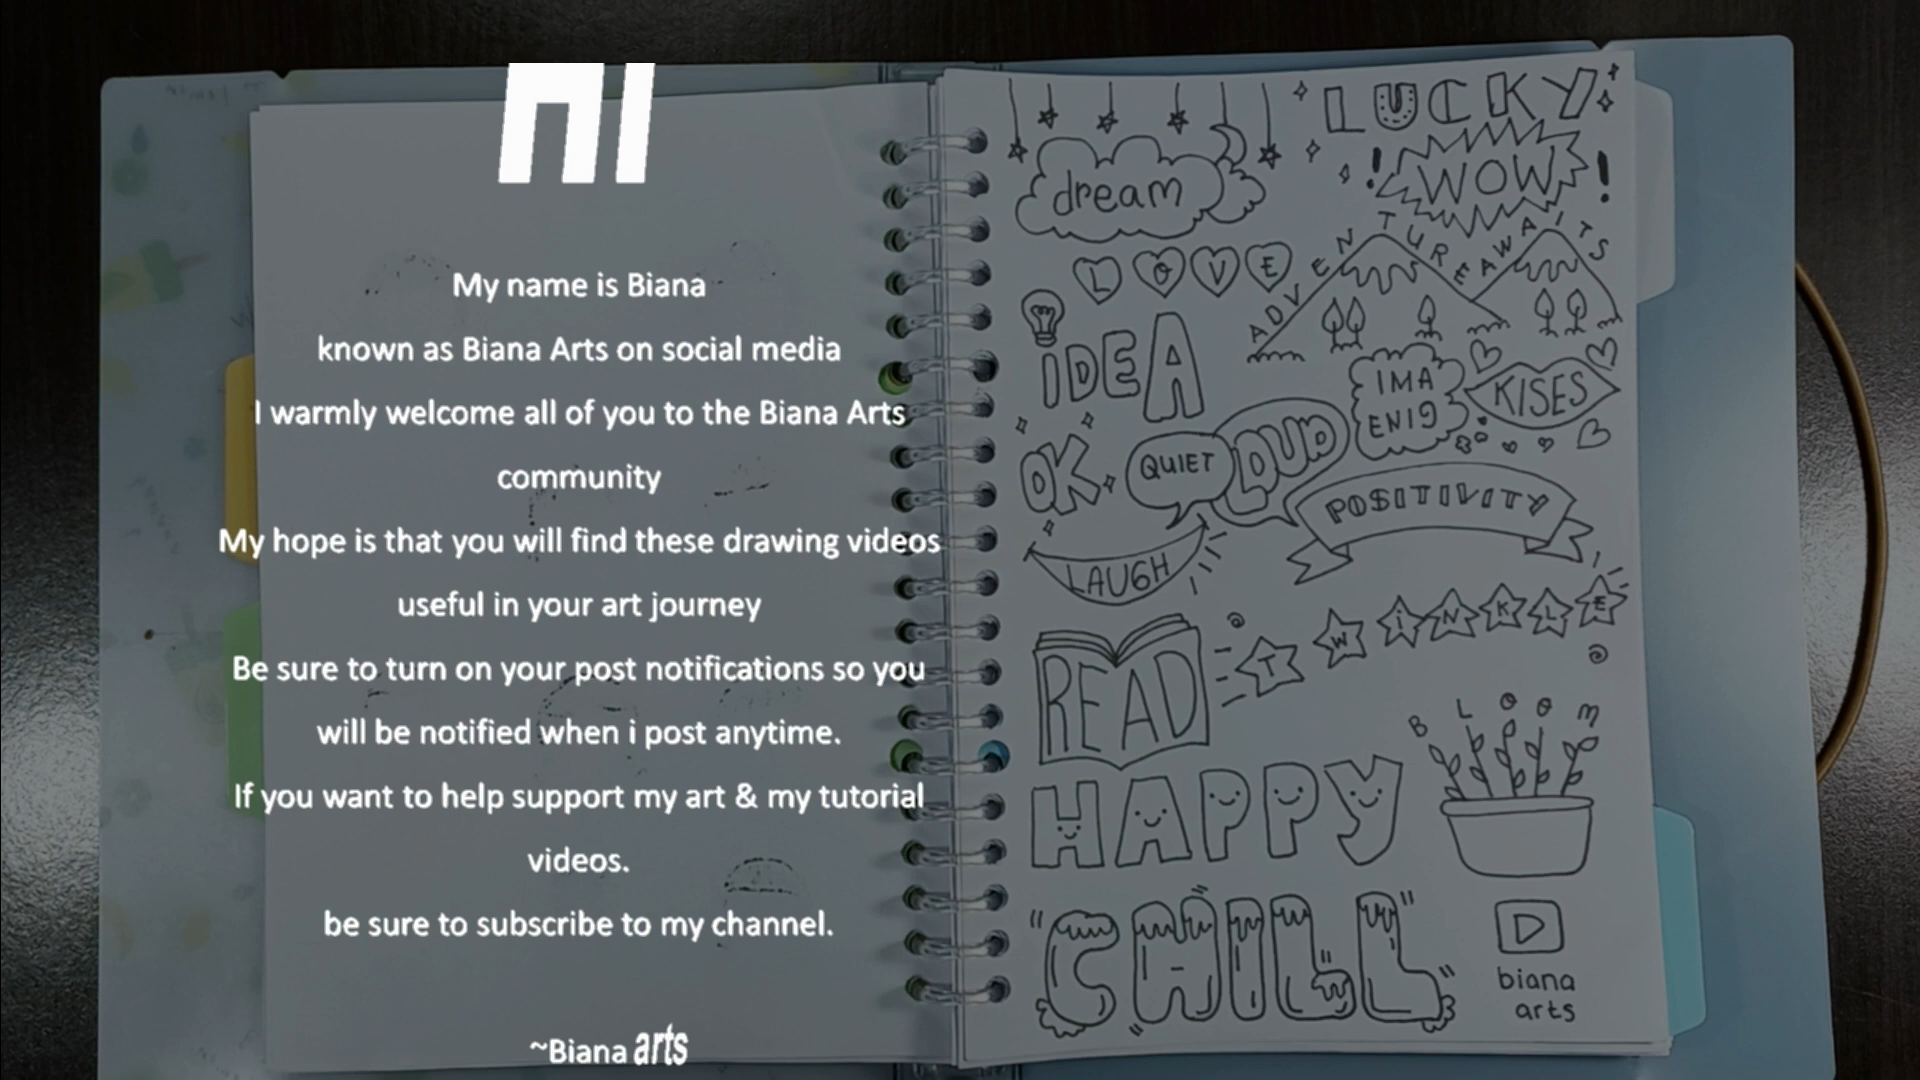 HI
My name is Biana
known as Biana Arts on social media
I warmly welcome all of you to the Biana Arts
community
My hope is that you will find these drawing videos
useful in your art journey
Be sure to turn on your post notifications so you
will be notified when i post anytime.
If you want to help support my art & my tutorial
videos.
be sure to subscribe to my channel.
~Biana arts
LUCKY
dream
! WOW !
LOVE
ADVENTURE AWAITS
IDEA
IMA
ENIG
KISES
OK
QUIET
LOUD
POSITIVITY
LAUGH
TWINKLE
READ
BLOOM
HAPPY
"CHILL"
biana
arts